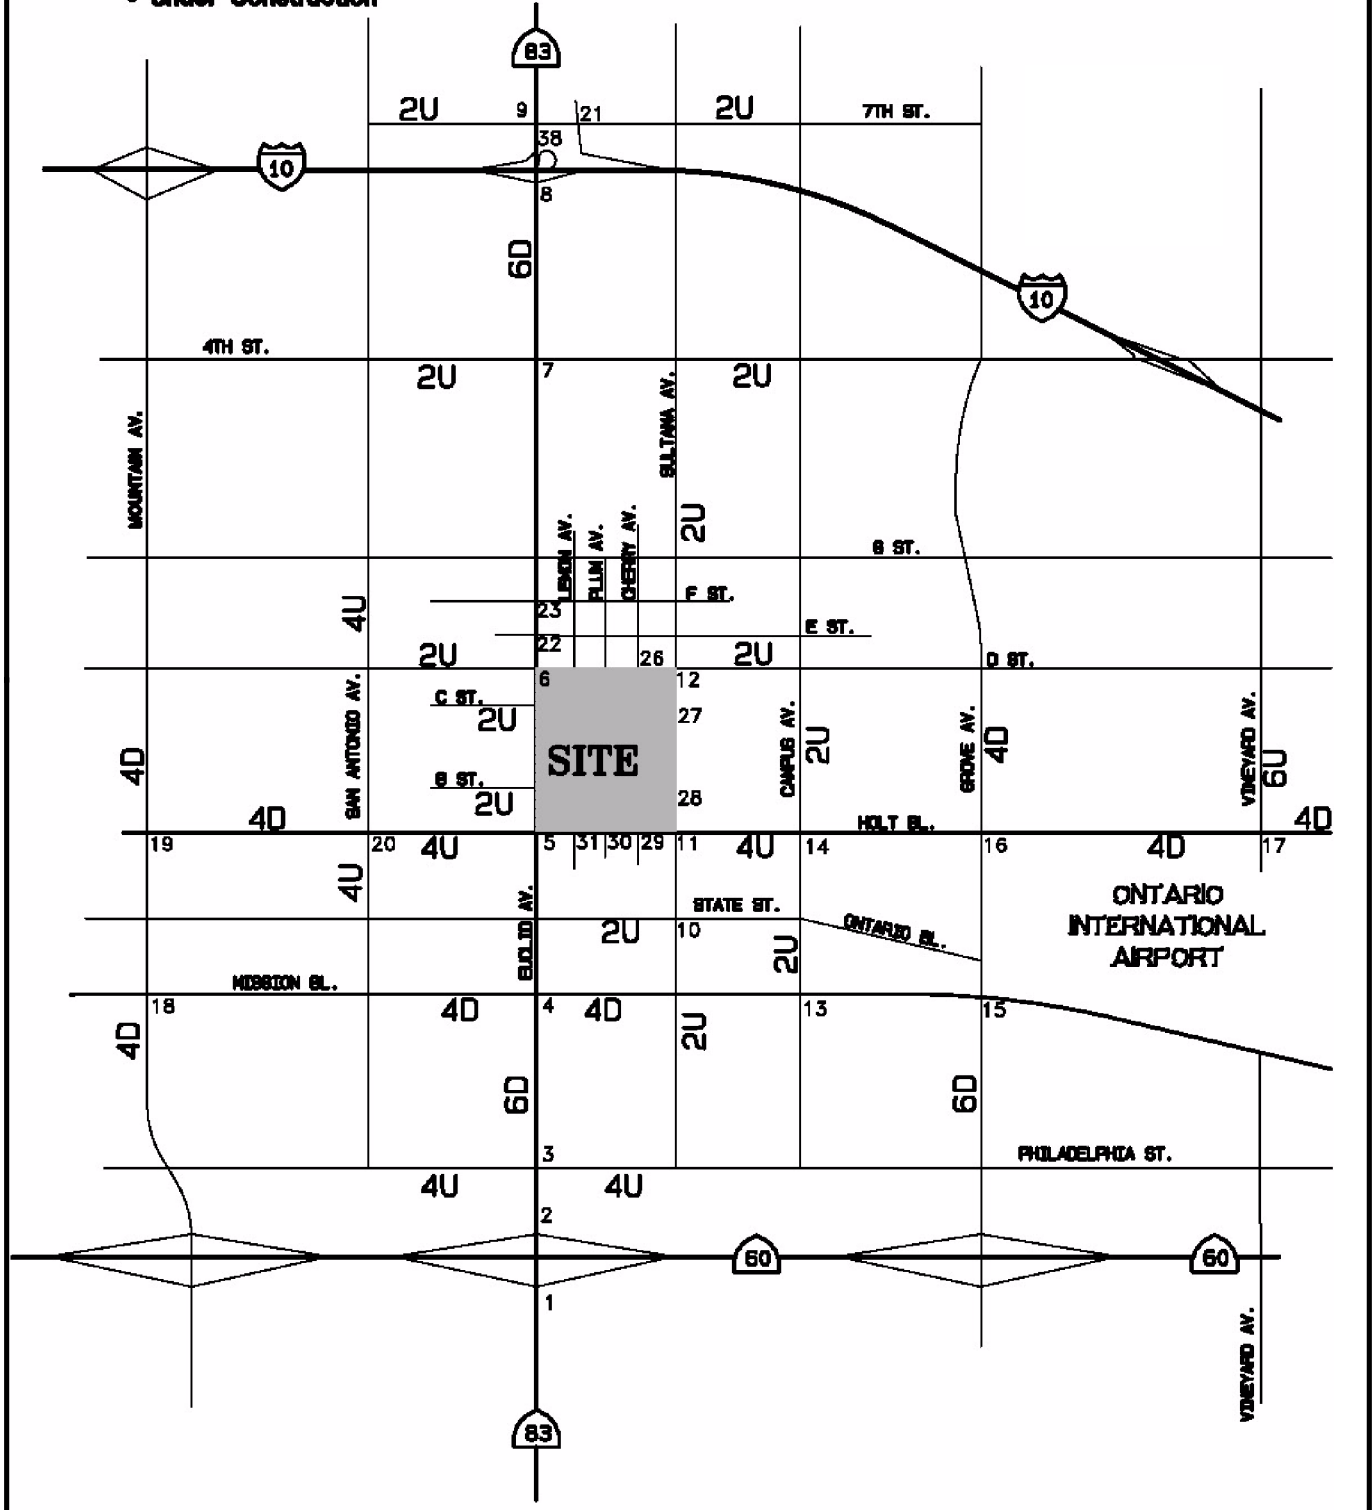 Under Construction
83
2U
9
21
2U
7TH ST.
38
10
8
6D
10
4TH ST.
7
2U
2U
MOUNTAIN AV.
SULTANA AV.
2U
LEMON AV.
PLUM AV.
CHERRY AV.
G ST.
4U
F ST.
23
E ST.
22
2U
26
2U
D ST.
6
12
C ST.
2U
27
SAN ANTONIO AV.
CAMPUS AV.
2U
GROVE AV.
4D
VINEYARD AV.
6U
4D
SITE
B ST.
2U
28
4D
HOLT BL.
4D
19
20
4U
5
31
30
29
11
4U
14
16
4D
17
4U
EUCLID AV.
STATE ST.
ONTARIO BL.
ONTARIO
INTERNATIONAL
AIRPORT
2U
10
2U
MISSION BL.
18
4D
4
4D
13
15
4D
2U
6D
6D
3
PHILADELPHIA ST.
4U
4U
2
60
60
1
VINEYARD AV.
83